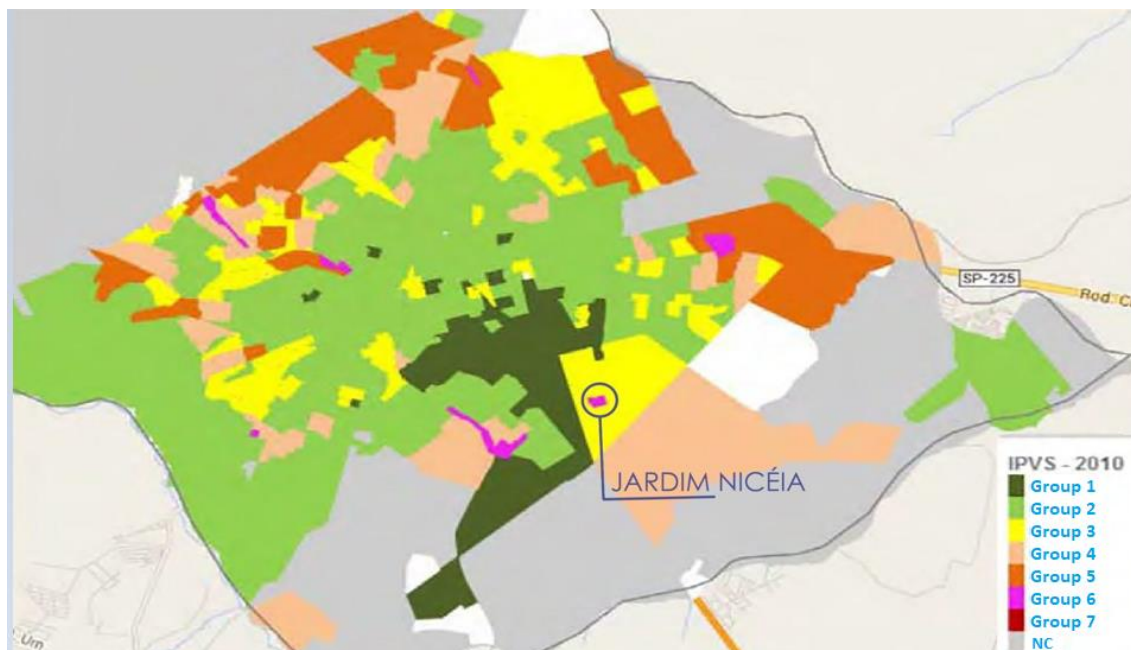 SP-225
Rod. C
JARDIM NICÉIA
IPVS - 2010
Group 1
Group 2
Group 3
Group 4
Group 5
Group 6
Group 7
NC
Urn